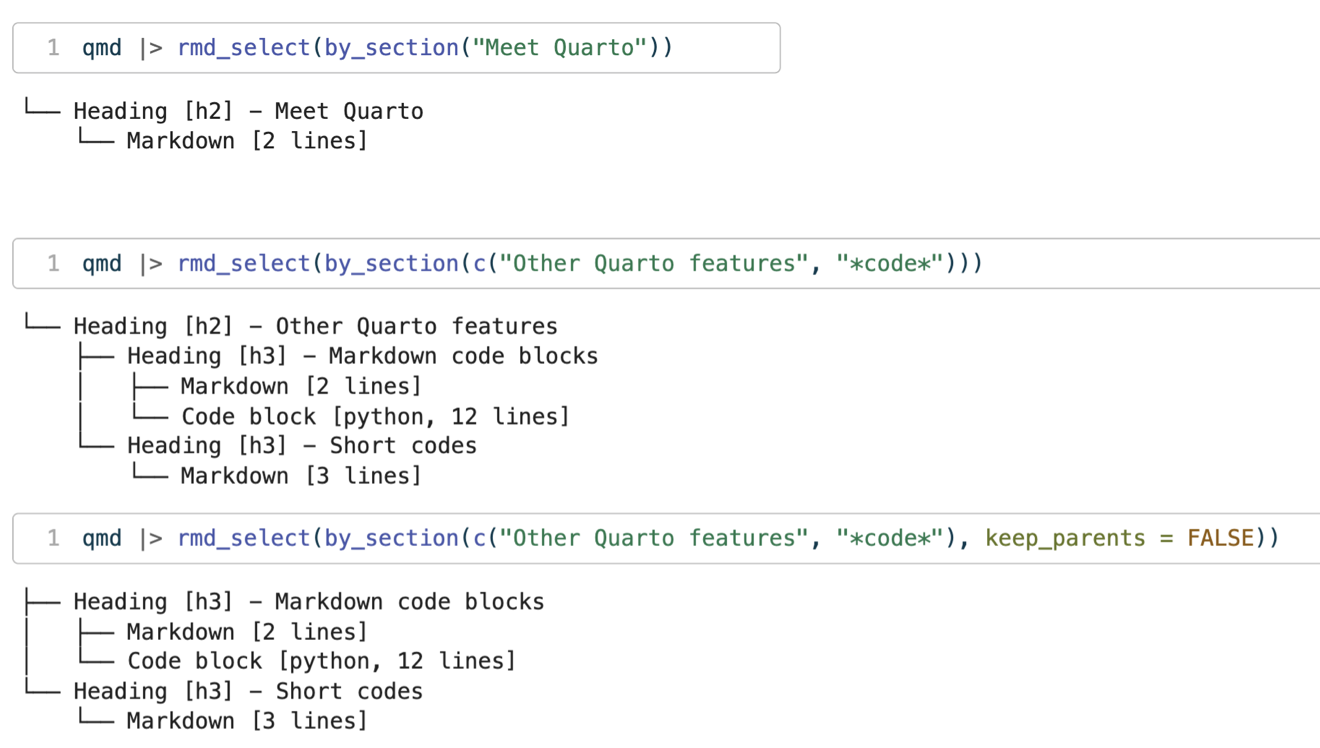 1 qmd |> rmd_select(by_section("Meet Quarto"))
└── Heading [h2] - Meet Quarto
    └── Markdown [2 lines]
1 qmd |> rmd_select(by_section(c("Other Quarto features", "*code*")))
└── Heading [h2] - Other Quarto features
    ├── Heading [h3] - Markdown code blocks
    │   ├── Markdown [2 lines]
    │   └── Code block [python, 12 lines]
    └── Heading [h3] - Short codes
        └── Markdown [3 lines]
1 qmd |> rmd_select(by_section(c("Other Quarto features", "*code*"), keep_parents = FALSE))
├── Heading [h3] - Markdown code blocks
│   ├── Markdown [2 lines]
│   └── Code block [python, 12 lines]
└── Heading [h3] - Short codes
    └── Markdown [3 lines]